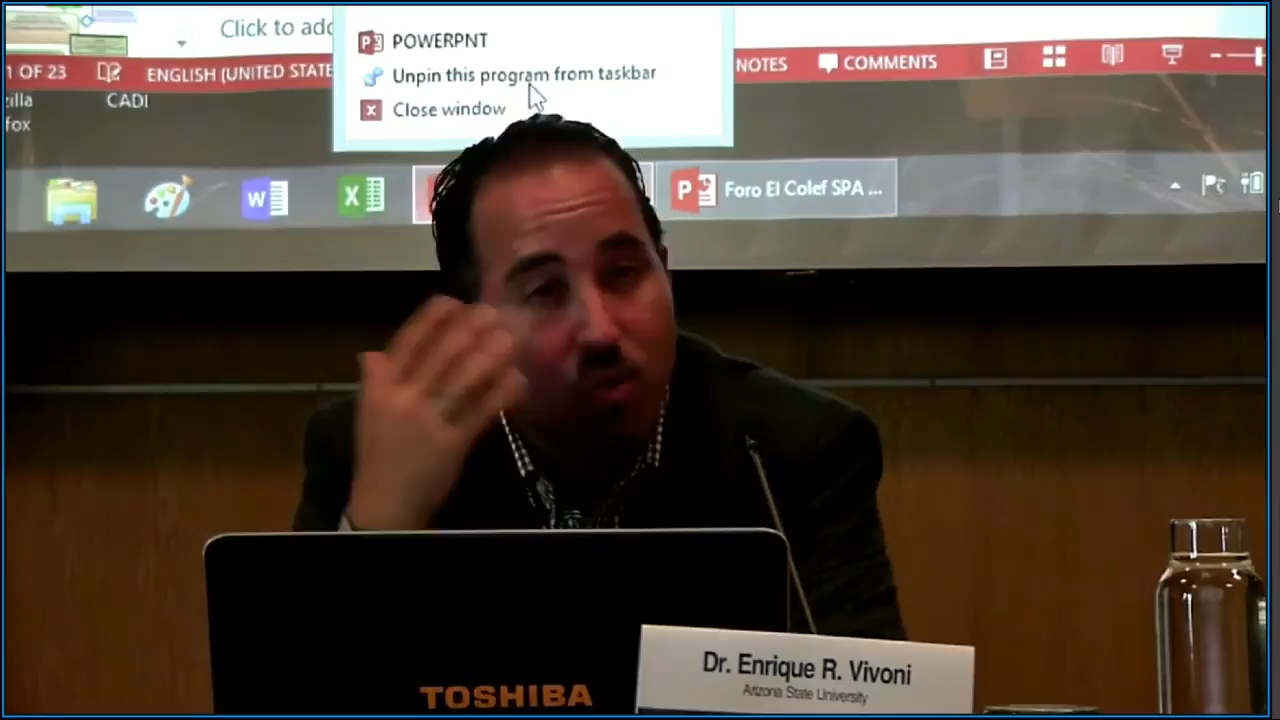 Click to add
POWERPNT
Unpin this program from taskbar
Close window
1 OF 23
ENGLISH (UNITED STATE
NOTES
COMMENTS
zilla
fox
CADI
Foro El Colef SPA ...
TOSHIBA
Dr. Enrique R. Vivoni
Arizona State University